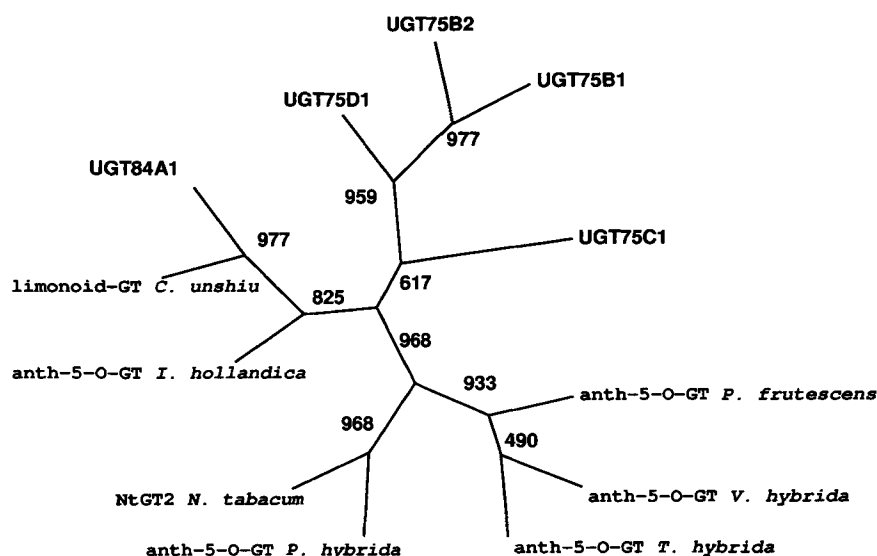 UGT75B2
UGT75B1
UGT75D1
977
UGT84A1
959
977
UGT75C1
limonoid-GT C. unshiu
825
617
968
anth-5-O-GT I. hollandica
933
anth-5-O-GT P. frutescens
968
490
NtGT2 N. tabacum
anth-5-O-GT V. hybrida
anth-5-O-GT P. hybrida
anth-5-O-GT T. hybrida